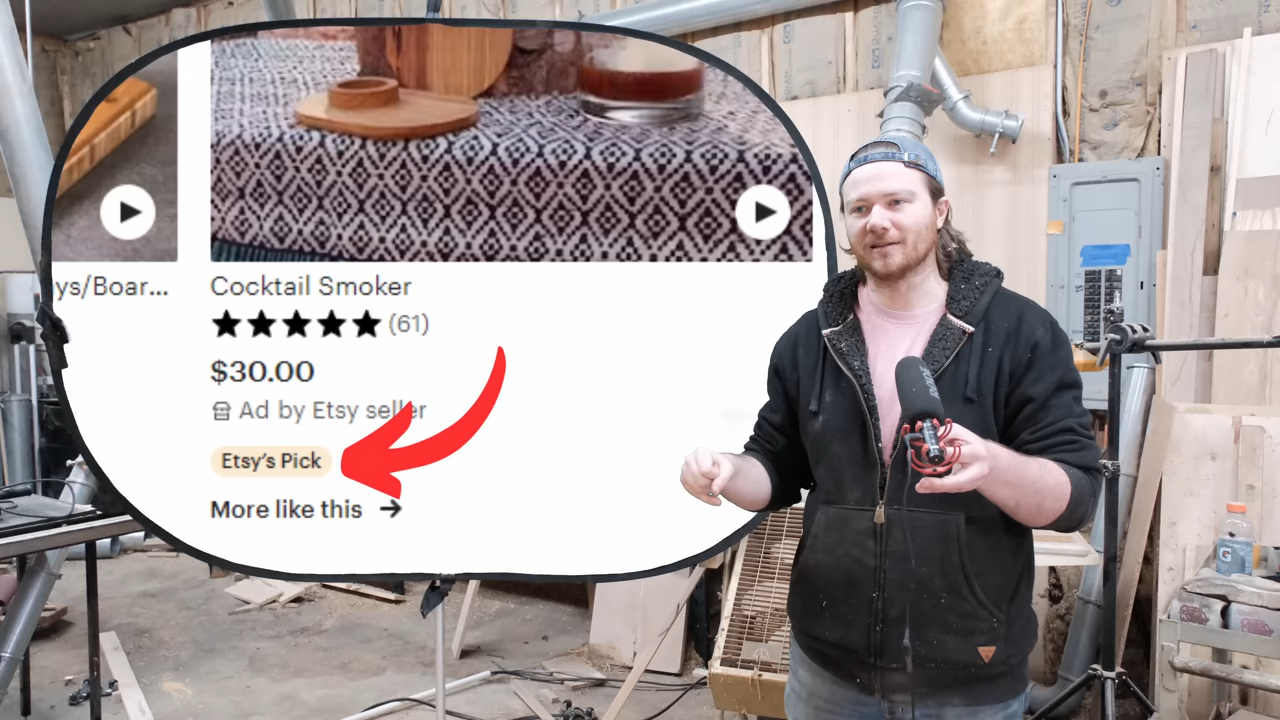 ys/Boar...
Cocktail Smoker
(61)
$30.00
Ad by Etsy seller
Etsy's Pick
More like this →
G